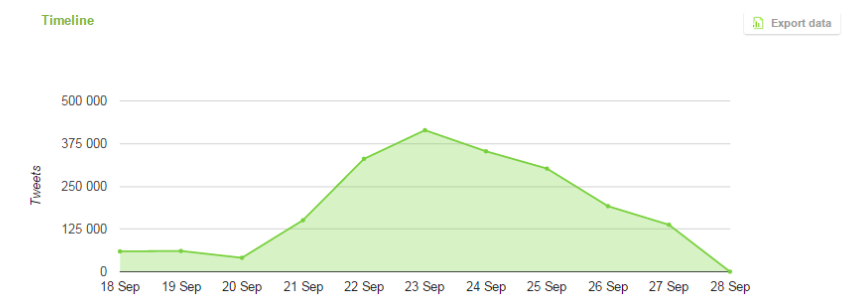 Timeline
Export data
500 000
375 000
250 000
125 000
0
Tweets
18 Sep 19 Sep 20 Sep 21 Sep 22 Sep 23 Sep 24 Sep 25 Sep 26 Sep 27 Sep 28 Sep